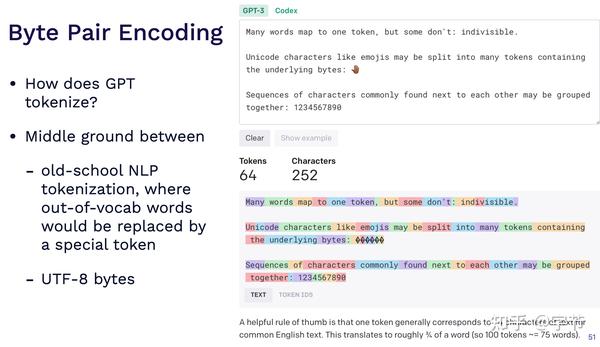 Byte Pair Encoding
• How does GPT
tokenize?
• Middle ground between
– old-school NLP
tokenization, where
out-of-vocab words
would be replaced by
a special token
– UTF-8 bytes
GPT-3 Codex
Many words map to one token, but some don't: indivisible.
Unicode characters like emojis may be split into many tokens containing
the underlying bytes: 🤚🏾
Sequences of characters commonly found next to each other may be grouped
together: 1234567890
Clear Show example
Tokens Characters
64 252
Many words map to one token, but some don't: indivisible.
Unicode characters like emojis may be split into many tokens containing
the underlying bytes: ������
Sequences of characters commonly found next to each other may be grouped
together: 1234567890
TEXT TOKEN IDS
A helpful rule of thumb is that one token generally corresponds to
common English text. This translates to roughly ¾ of a word (so 100 tokens ~= 75 words).
知乎 @字节
51